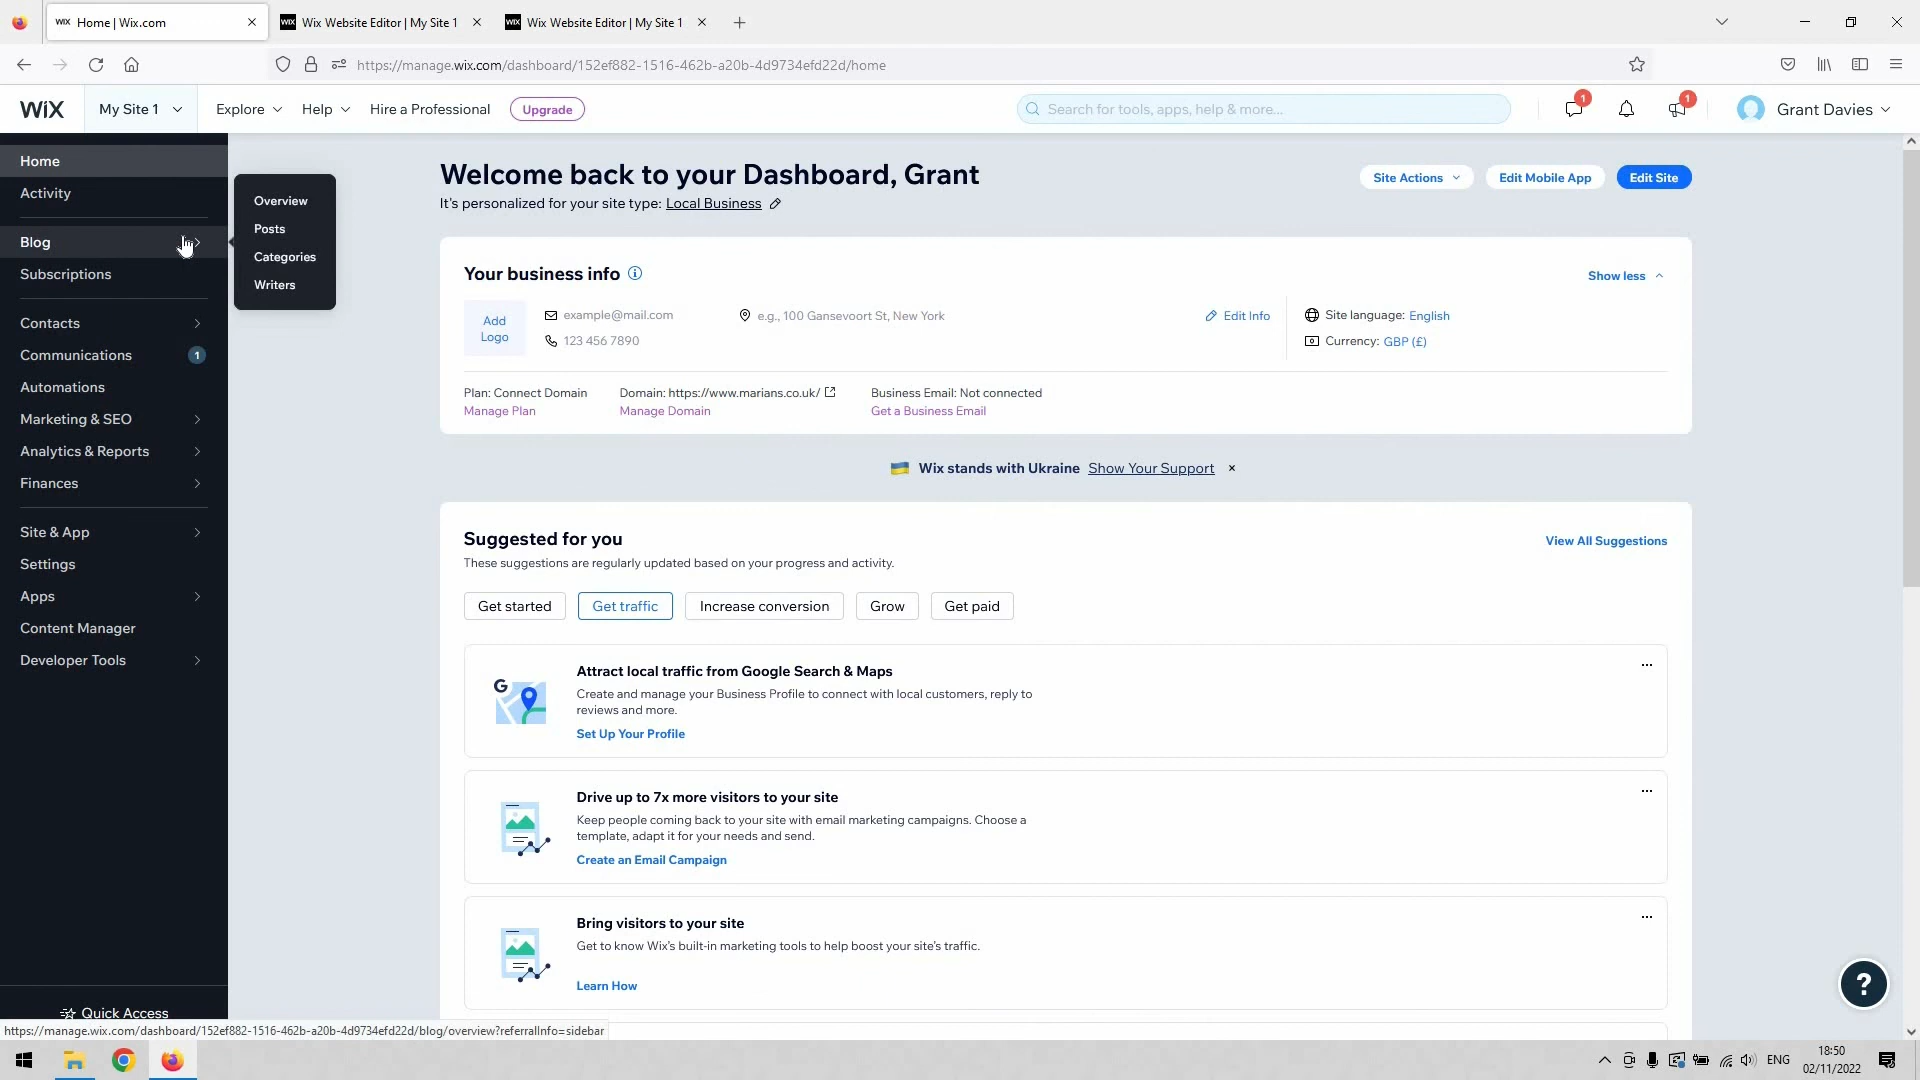 Home | Wix.com
Wix Website Editor | My Site 1
Wix Website Editor | My Site 1
https://manage.wix.com/dashboard/152ef882-1516-462b-a20b-4d9734efd22d/home
WiX
My Site 1
Explore
Help
Hire a Professional
Upgrade
Search for tools, apps, help & more...
1
1
Grant Davies
Home
Activity
Blog
Subscriptions
Contacts
Communications
1
Automations
Marketing & SEO
Analytics & Reports
Finances
Site & App
Settings
Apps
Content Manager
Developer Tools
Quick Access
Overview
Posts
Categories
Writers
Welcome back to your Dashboard, Grant
It's personalized for your site type: Local Business
Site Actions
Edit Mobile App
Edit Site
Your business info
Show less
Add
Logo
example@mail.com
123 456 7890
e.g., 100 Gansevoort St, New York
Edit Info
Site language: English
Currency: GBP (£)
Plan: Connect Domain
Manage Plan
Domain: https://www.marians.co.uk/
Manage Domain
Business Email: Not connected
Get a Business Email
Wix stands with Ukraine Show Your Support
Suggested for you
These suggestions are regularly updated based on your progress and activity.
View All Suggestions
Get started
Get traffic
Increase conversion
Grow
Get paid
G
Attract local traffic from Google Search & Maps
Create and manage your Business Profile to connect with local customers, reply to
reviews and more.
Set Up Your Profile
Drive up to 7x more visitors to your site
Keep people coming back to your site with email marketing campaigns. Choose a
template, adapt it for your needs and send.
Create an Email Campaign
Bring visitors to your site
Get to know Wix's built-in marketing tools to help boost your site's traffic.
Learn How
?
https://manage.wix.com/dashboard/152ef882-1516-462b-a20b-4d9734efd22d/blog/overview?referralInfo=sidebar
ENG
18:50
02/11/2022